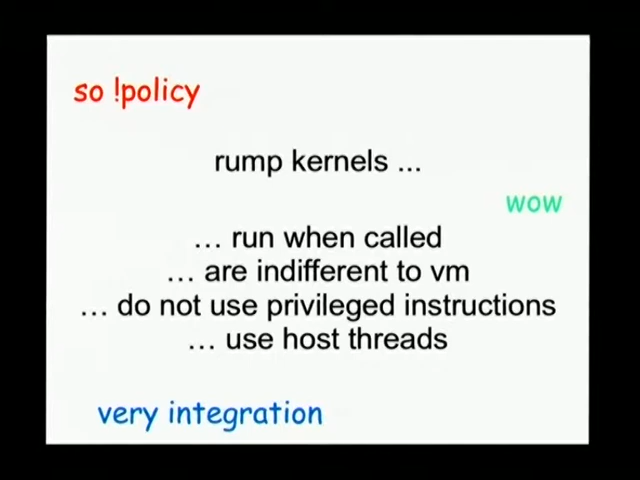 so !policy
rump kernels ...
wow
... run when called
... are indifferent to vm
... do not use privileged instructions
... use host threads
very integration